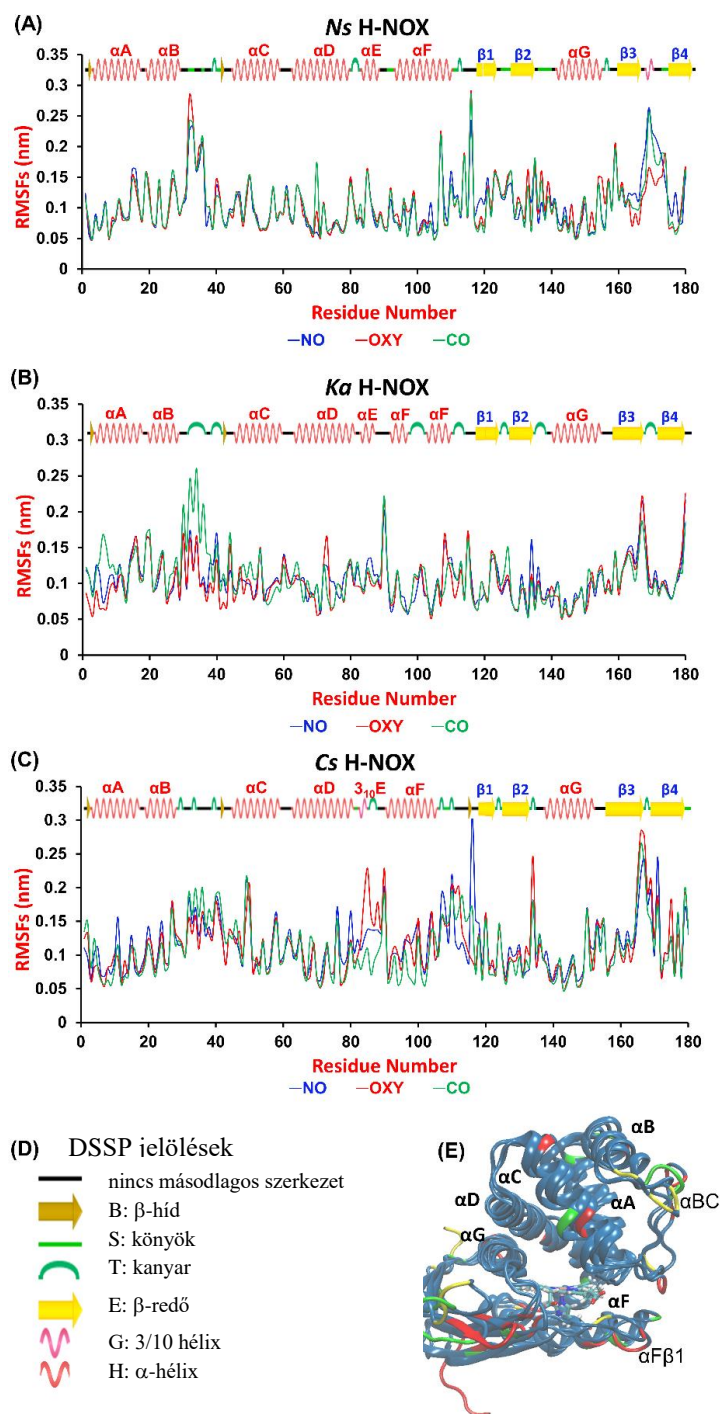 (A)
Ns H-NOX
αA αB αC αD αE αF β1 β2 αG β3 β4
RMSFs (nm)
0.35
0.3
0.25
0.2
0.15
0.1
0.05
0
0 20 40 60 80 100 120 140 160 180
Residue Number
NO OXY CO
(B)
Ka H-NOX
αA αB αC αD αE αF αF β1 β2 αG β3 β4
RMSFs (nm)
0.35
0.3
0.25
0.2
0.15
0.1
0.05
0
0 20 40 60 80 100 120 140 160 180
Residue Number
NO OXY CO
(C)
Cs H-NOX
αA αB αC αD 3₁₀E αF β1 β2 αG β3 β4
RMSFs (nm)
0.35
0.3
0.25
0.2
0.15
0.1
0.05
0
0 20 40 60 80 100 120 140 160 180
Residue Number
NO OXY CO
(D) DSSP jelölések
nincs másodlagos szerkezet
B: β-híd
S: könyök
T: kanyar
E: β-redő
G: 3/10 hélix
H: α-hélix
(E)
αB
αC
αD
αA
αBC
αG
αF
αFβ1